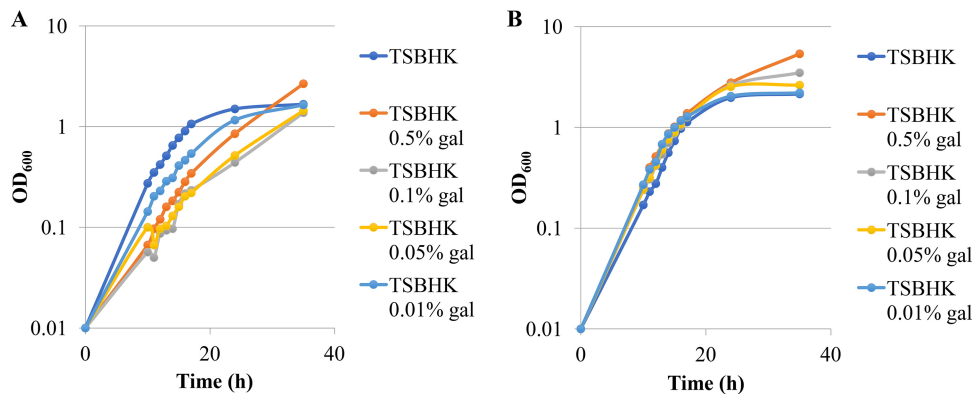 A
10
1
0.1
0.01
OD600
0
20
40
Time (h)
TSBHK
TSBHK
0.5% gal
TSBHK
0.1% gal
TSBHK
0.05% gal
TSBHK
0.01% gal
B
10
1
0.1
0.01
OD600
0
20
40
Time (h)
TSBHK
TSBHK
5% gal
TSBHK
0.1% gal
TSBHK
0.05% gal
TSBHK
0.01% gal